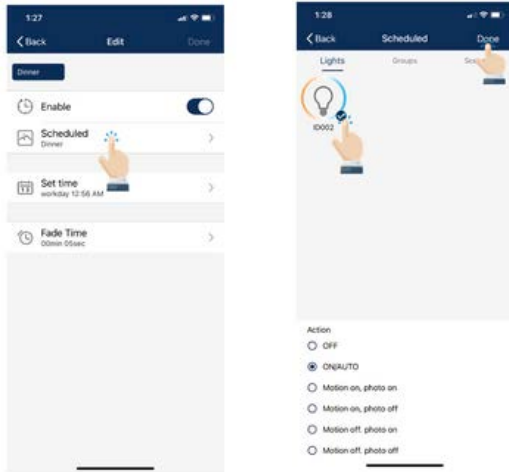 1:27
Back Edit Done
Dinner
Enable
Scheduled
Dinner
Set time
workday 12:56 AM
Fade Time
00min 05sec
1:28
Back Scheduled Done
Lights Groups
ID002
Action
OFF
ON/AUTO
Motion on, photo on
Motion on, photo off
Motion off. photo on
Motion off. photo off